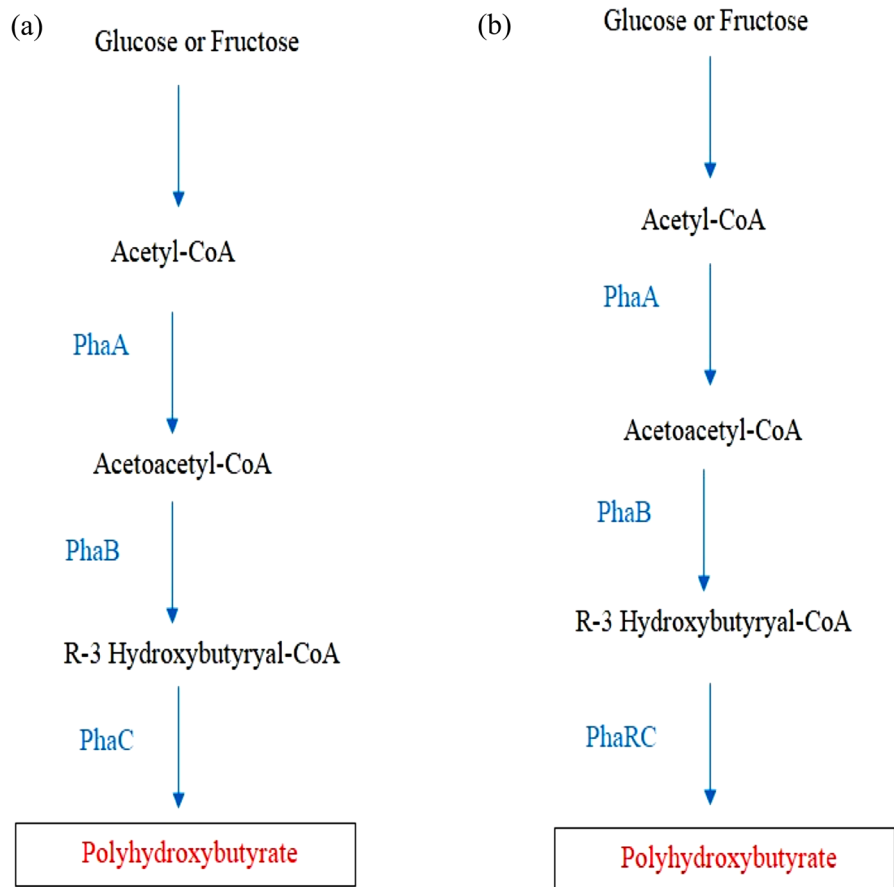 (a)
Glucose or Fructose
Acetyl-CoA
PhaA
Acetoacetyl-CoA
PhaB
R-3 Hydroxybutyryal-CoA
PhaC
Polyhydroxybutyrate
(b)
Glucose or Fructose
Acetyl-CoA
PhaA
Acetoacetyl-CoA
PhaB
R-3 Hydroxybutyryal-CoA
PhaRC
Polyhydroxybutyrate